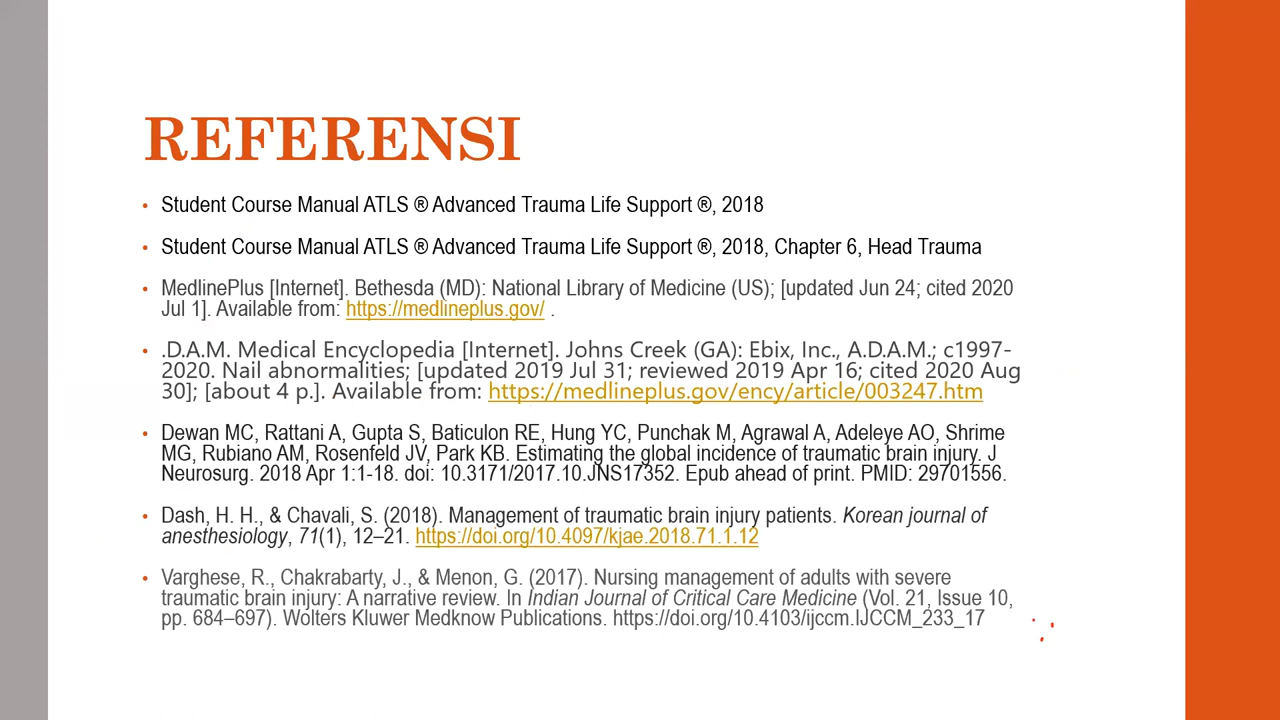 REFERENSI
• Student Course Manual ATLS ® Advanced Trauma Life Support ®, 2018
• Student Course Manual ATLS ® Advanced Trauma Life Support ®, 2018, Chapter 6, Head Trauma
• MedlinePlus [Internet]. Bethesda (MD): National Library of Medicine (US); [updated Jun 24; cited 2020
Jul 1]. Available from: https://medlineplus.gov/ .
• .D.A.M. Medical Encyclopedia [Internet]. Johns Creek (GA): Ebix, Inc., A.D.A.M.; c1997-
2020. Nail abnormalities; [updated 2019 Jul 31; reviewed 2019 Apr 16; cited 2020 Aug
30]; [about 4 p.]. Available from: https://medlineplus.gov/ency/article/003247.htm
• Dewan MC, Rattani A, Gupta S, Baticulon RE, Hung YC, Punchak M, Agrawal A, Adeleye AO, Shrime
MG, Rubiano AM, Rosenfeld JV, Park KB. Estimating the global incidence of traumatic brain injury. J
Neurosurg. 2018 Apr 1:1-18. doi: 10.3171/2017.10.JNS17352. Epub ahead of print. PMID: 29701556.
• Dash, H. H., & Chavali, S. (2018). Management of traumatic brain injury patients. Korean journal of
anesthesiology, 71(1), 12–21. https://doi.org/10.4097/kjae.2018.71.1.12
• Varghese, R., Chakrabarty, J., & Menon, G. (2017). Nursing management of adults with severe
traumatic brain injury: A narrative review. In Indian Journal of Critical Care Medicine (Vol. 21, Issue 10,
pp. 684–697). Wolters Kluwer Medknow Publications. https://doi.org/10.4103/ijccm.IJCCM_233_17